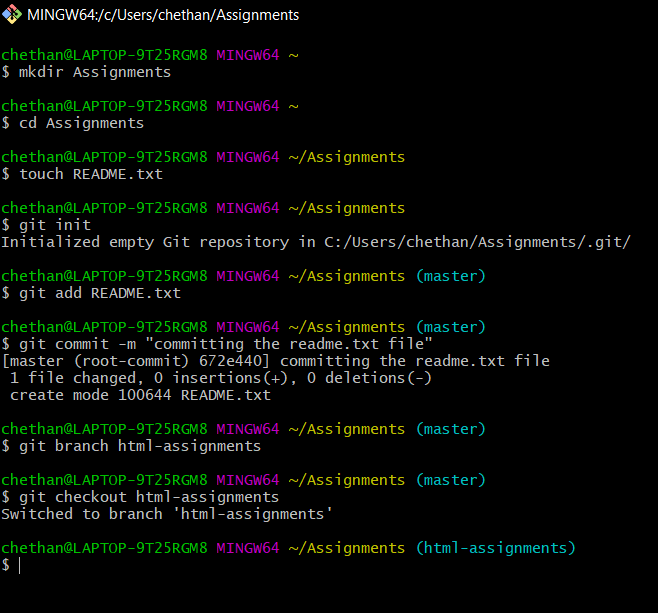 MINGW64:/c/Users/chethan/Assignments
chethan@LAPTOP-9T25RGM8 MINGW64 ~
$ mkdir Assignments
chethan@LAPTOP-9T25RGM8 MINGW64 ~
$ cd Assignments
chethan@LAPTOP-9T25RGM8 MINGW64 ~/Assignments
$ touch README.txt
chethan@LAPTOP-9T25RGM8 MINGW64 ~/Assignments
$ git init
Initialized empty Git repository in C:/Users/chethan/Assignments/.git/
chethan@LAPTOP-9T25RGM8 MINGW64 ~/Assignments (master)
$ git add README.txt
chethan@LAPTOP-9T25RGM8 MINGW64 ~/Assignments (master)
$ git commit -m "committing the readme.txt file"
[master (root-commit) 672e440] committing the readme.txt file
 1 file changed, 0 insertions(+), 0 deletions(-)
 create mode 100644 README.txt
chethan@LAPTOP-9T25RGM8 MINGW64 ~/Assignments (master)
$ git branch html-assignments
chethan@LAPTOP-9T25RGM8 MINGW64 ~/Assignments (master)
$ git checkout html-assignments
Switched to branch 'html-assignments'
chethan@LAPTOP-9T25RGM8 MINGW64 ~/Assignments (html-assignments)
$